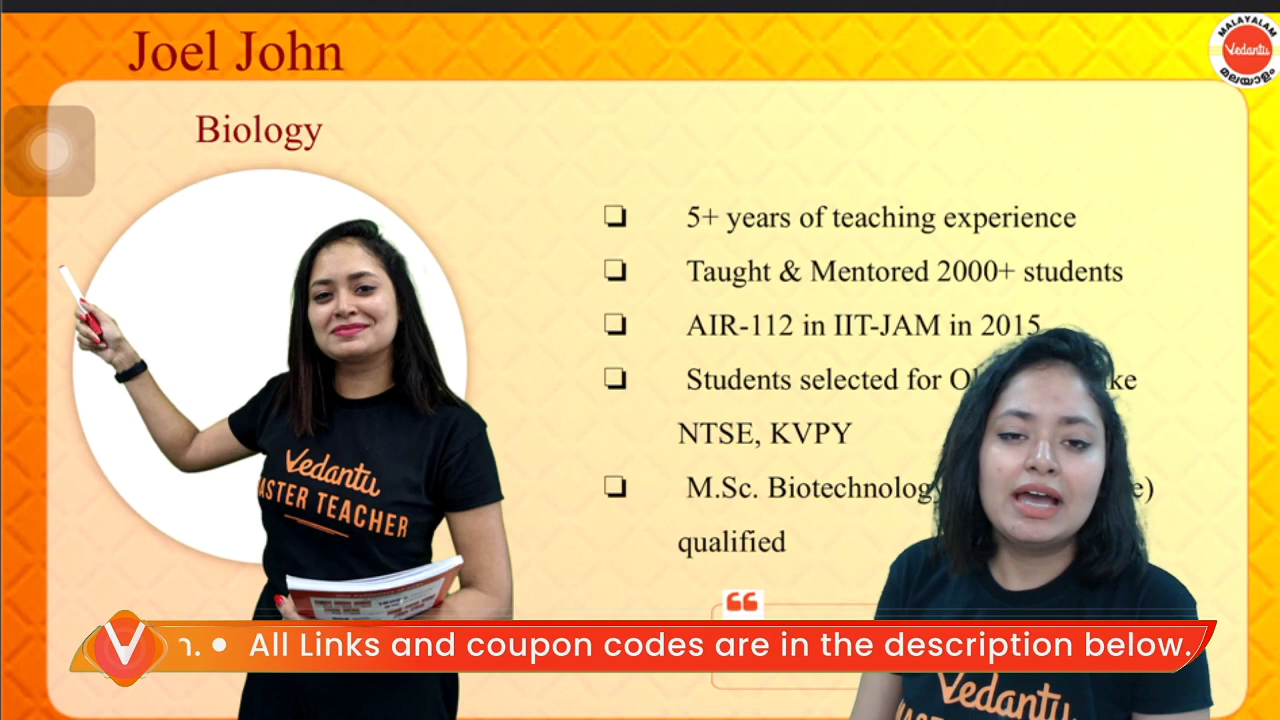 Joel John
MALAYALAM
Vedantu
മലയാളം
Biology
5+ years of teaching experience
Taught & Mentored 2000+ students
AIR-112 in IIT-JAM in 2015
Students selected for
NTSE, KVPY
M.Sc. Biotechnology
qualified
Vedantu
MASTER TEACHER
All Links and coupon codes are in the description below.
Vedantu